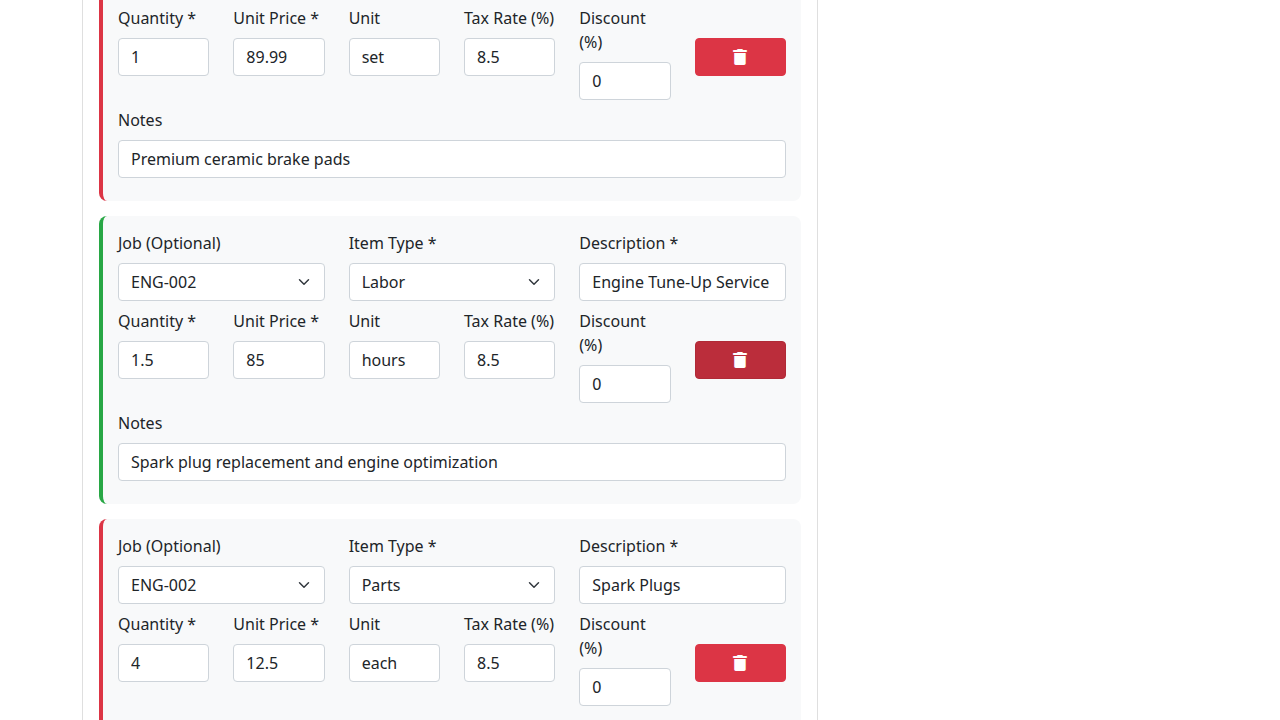 Quantity * Unit Price * Unit Tax Rate (%) Discount (%)
1 89.99 set 8.5 0
Notes
Premium ceramic brake pads
Job (Optional) Item Type * Description *
ENG-002 Labor Engine Tune-Up Service
Quantity * Unit Price * Unit Tax Rate (%) Discount (%)
1.5 85 hours 8.5 0
Notes
Spark plug replacement and engine optimization
Job (Optional) Item Type * Description *
ENG-002 Parts Spark Plugs
Quantity * Unit Price * Unit Tax Rate (%) Discount (%)
4 12.5 each 8.5 0